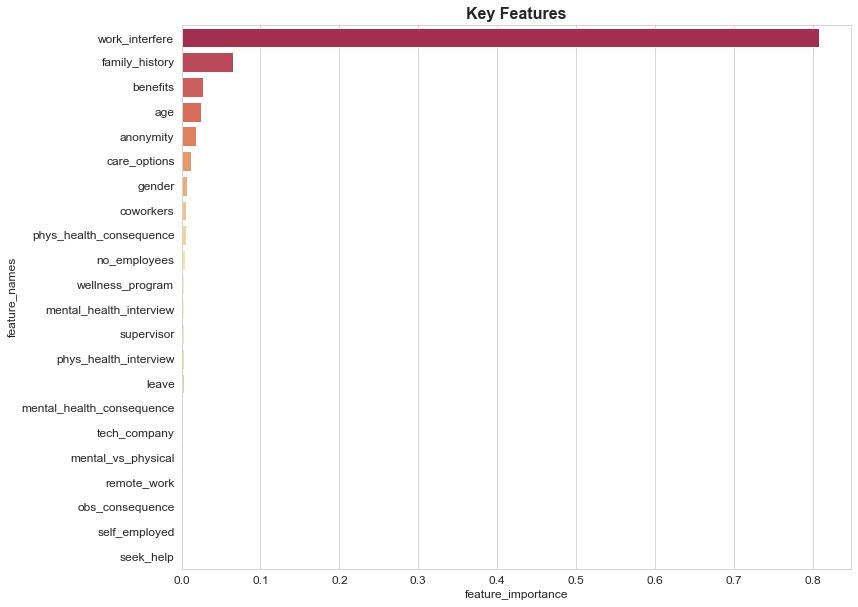 Key Features
feature_names
work_interfere
family_history
benefits
age
anonymity
care_options
gender
coworkers
phys_health_consequence
no_employees
wellness_program
mental_health_interview
supervisor
phys_health_interview
leave
mental_health_consequence
tech_company
mental_vs_physical
remote_work
obs_consequence
self_employed
seek_help
0.0 0.1 0.2 0.3 0.4 0.5 0.6 0.7 0.8
feature_importance